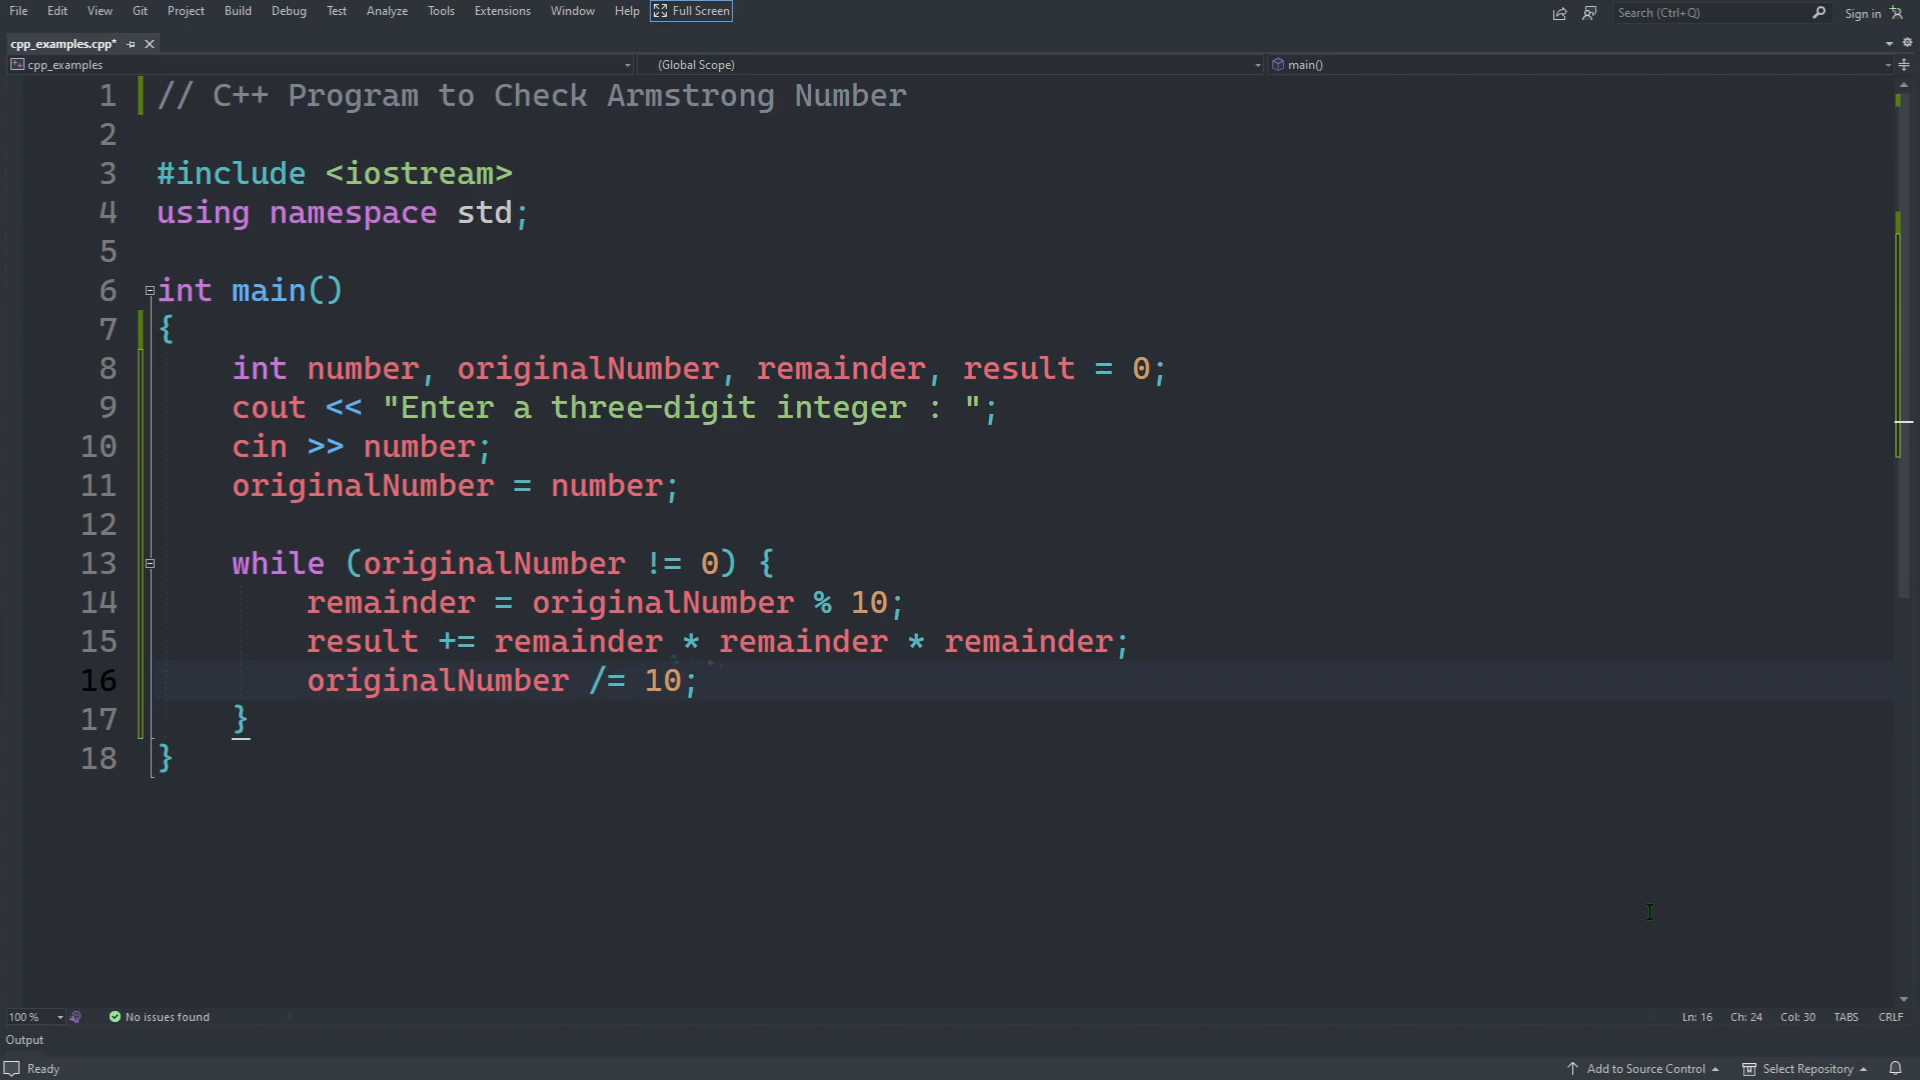 File Edit View Git Project Build Debug Test Analyze Tools Extensions Window Help Full Screen Search (Ctrl+Q) Sign in
cpp_examples.cpp*
cpp_examples (Global Scope) main()
1 // C++ Program to Check Armstrong Number
2
3 #include <iostream>
4 using namespace std;
5
6 int main()
7 {
8 int number, originalNumber, remainder, result = 0;
9 cout << "Enter a three-digit integer : ";
10 cin >> number;
11 originalNumber = number;
12
13 while (originalNumber != 0) {
14 remainder = originalNumber % 10;
15 result += remainder * remainder * remainder;
16 originalNumber /= 10;
17 }
18 }
100 % No issues found Ln: 16 Ch: 24 Col: 30 TABS CRLF
Output
Ready Add to Source Control Select Repository